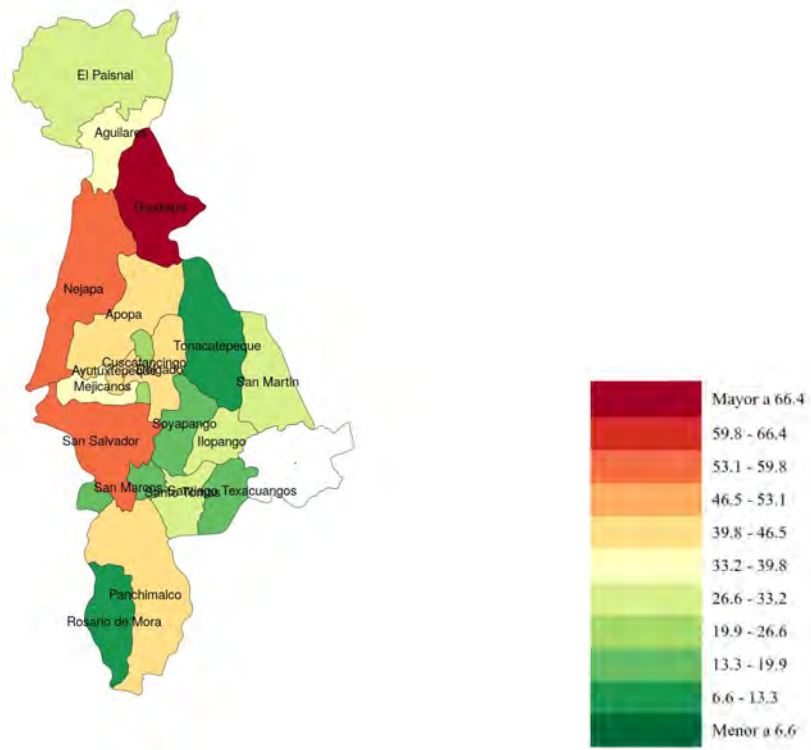 El Paisnal
Aguilares
Guazapa
Nejapa
Apopa
Tonacatepeque
Cuscatancingo
Ayutuxtepeque
Delgado
Mejicanos
San Martín
Soyapango
San Salvador
Ilopango
San Marcos
Santo Tomás
Santiago Texacuangos
Panchimalco
Rosario de Mora
Mayor a 66.4
59.8 - 66.4
53.1 - 59.8
46.5 - 53.1
39.8 - 46.5
33.2 - 39.8
26.6 - 33.2
19.9 - 26.6
13.3 - 19.9
6.6 - 13.3
Menor a 6.6